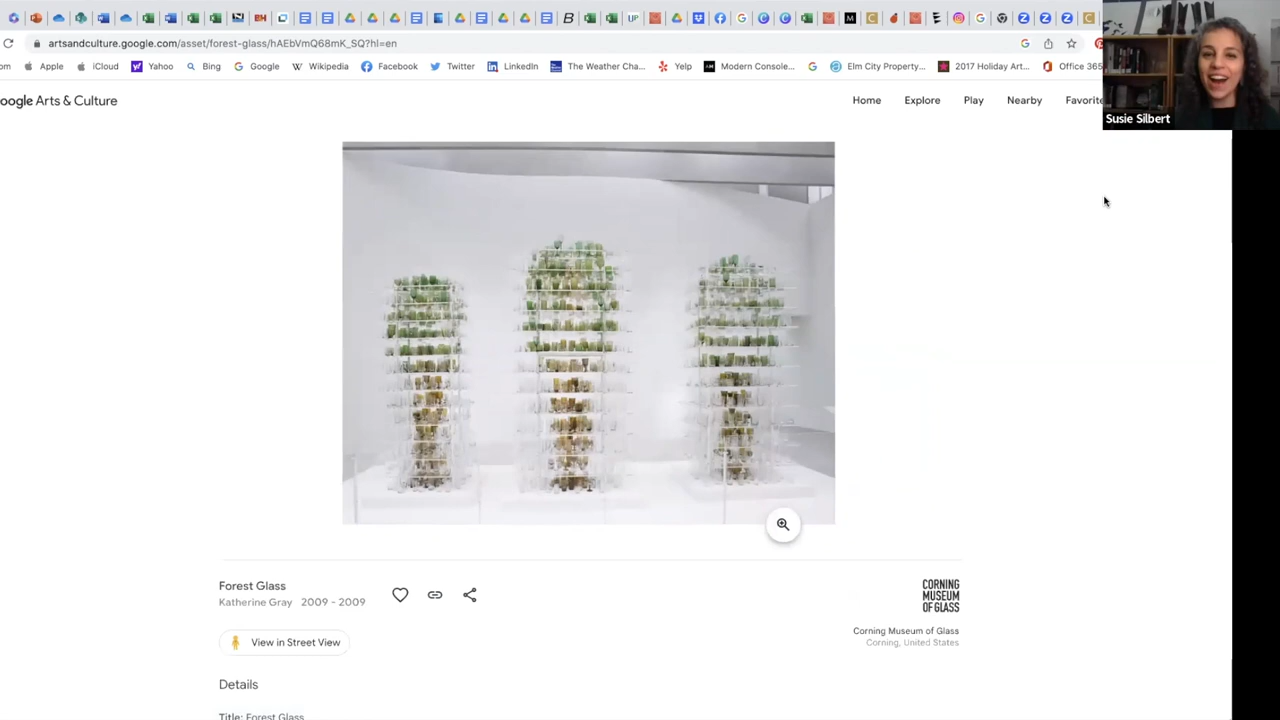 BH
B
UP
M
C
artsandculture.google.com/asset/forest-glass/hAEbVmQ68mK_SQ?hl=en
om Apple iCloud Yahoo Bing Google Wikipedia Facebook Twitter LinkedIn The Weather Cha... Yelp Modern Console... Elm City Property... 2017 Holiday Art... Office 365
Susie Silbert
oogle Arts & Culture
Home Explore Play Nearby Favorite
Forest Glass
Katherine Gray 2009 - 2009
CORNING
MUSEUM
OF GLASS
Corning Museum of Glass
Corning, United States
View in Street View
Details
Title: Forest Glass